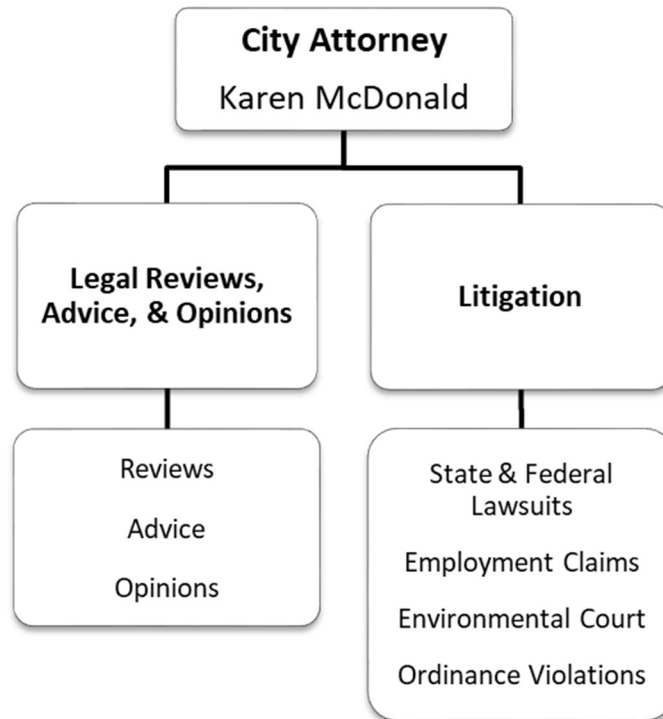 City Attorney
Karen McDonald
Legal Reviews,
Advice, & Opinions
Litigation
Reviews
Advice
Opinions
State & Federal
Lawsuits
Employment Claims
Environmental Court
Ordinance Violations